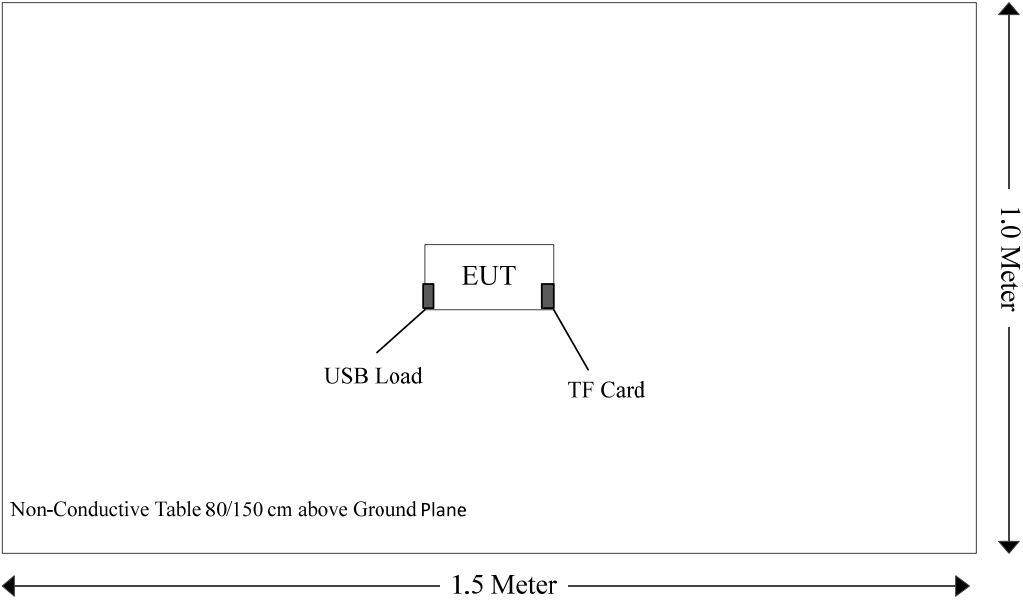 EUT
1.0 Meter
USB Load
TF Card
Non-Conductive Table 80/150 cm above Ground Plane
1.5 Meter